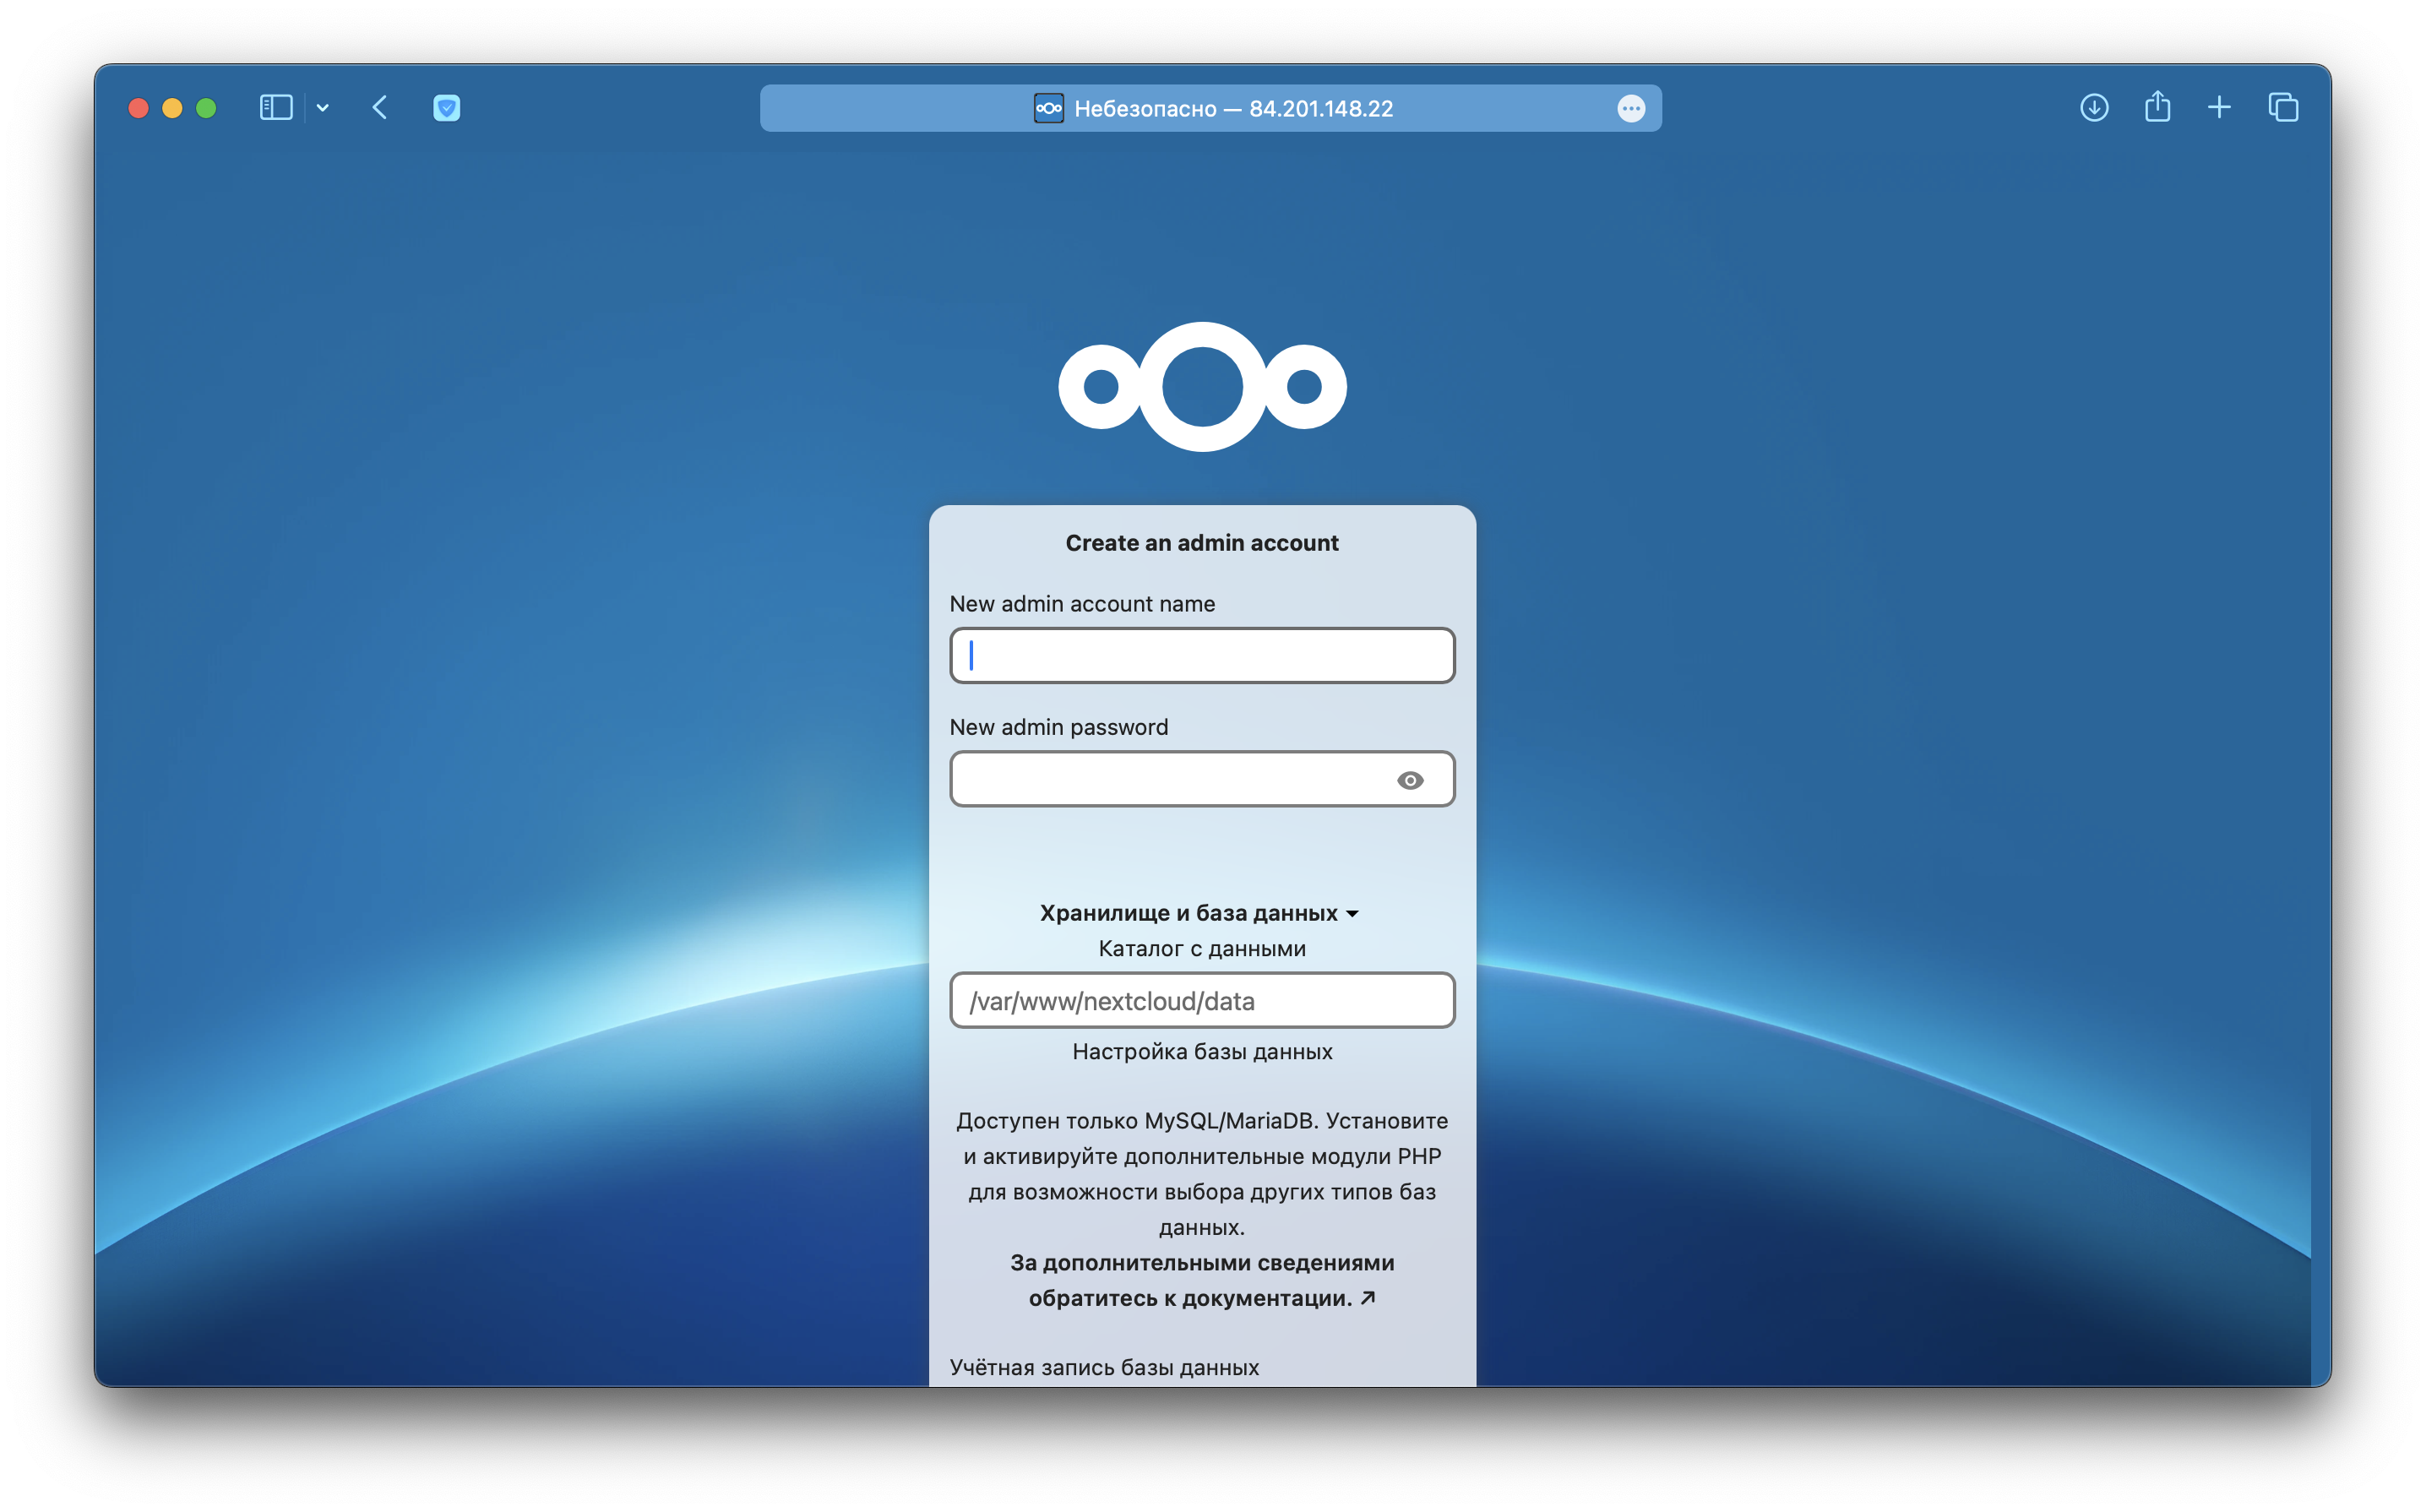 Небезопасно — 84.201.148.22
Create an admin account
New admin account name
New admin password
Хранилище и база данных
Каталог с данными
/var/www/nextcloud/data
Настройка базы данных
Доступен только MySQL/MariaDB. Установите
и активируйте дополнительные модули PHP
для возможности выбора других типов баз
данных.
За дополнительными сведениями
обратитесь к документации. ↗
Учётная запись базы данных